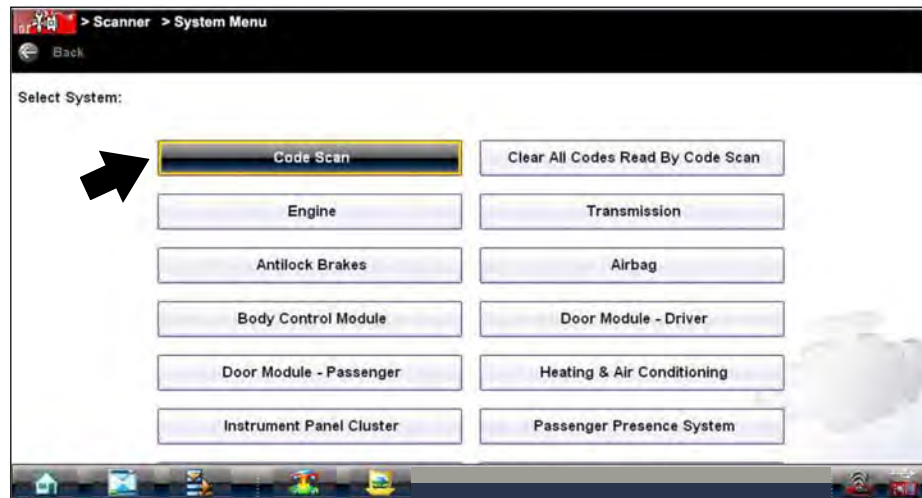 > Scanner > System Menu
Back
Select System:
Code Scan
Clear All Codes Read By Code Scan
Engine
Transmission
Antilock Brakes
Airbag
Body Control Module
Door Module - Driver
Door Module - Passenger
Heating & Air Conditioning
Instrument Panel Cluster
Passenger Presence System